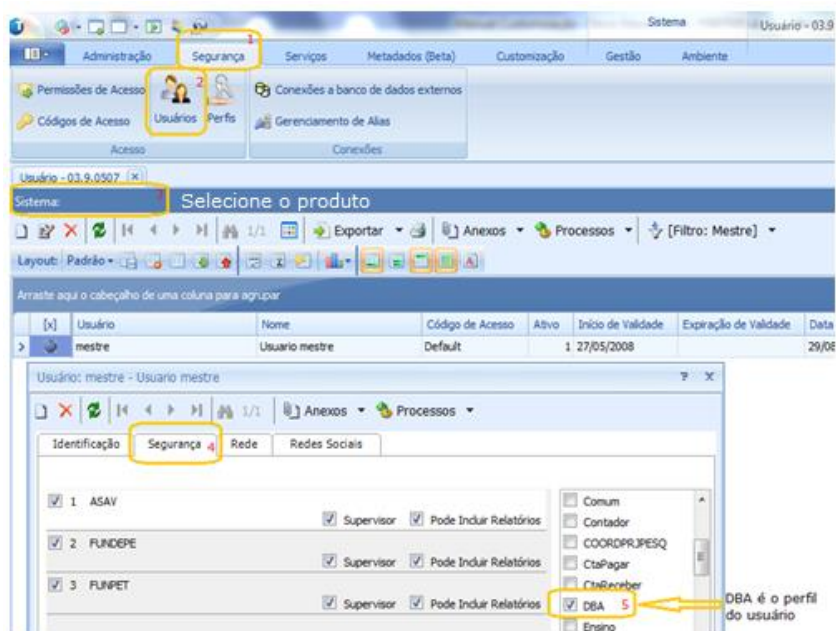 Sistema
Usuário - 03.9
Administração Segurança Serviços Metadados (Beta) Customização Gestão Ambiente
1
Permissões de Acesso
Códigos de Acesso
2
Usuários Perfis
Conexões a banco de dados externos
Gerenciamento de Alias
Acesso Conexões
Usuário - 03.9.0507
Sistema: 3 Selecione o produto
1/1 Exportar Anexos Processos [Filtro: Mestre]
Layout: Padrão
Arraste aqui o cabeçalho de uma coluna para agrupar
[x] Usuário Nome Código de Acesso Ativo Início de Validade Expiração de Validade Data
mestre Usuario mestre Default 1 27/05/2008 29/08
Usuário: mestre - Usuario mestre ? X
1/1 Anexos Processos
Identificação Segurança 4 Rede Redes Sociais
1 ASAV
Supervisor Pode Incluir Relatórios
2 FUNDEPE
Supervisor Pode Incluir Relatórios
3 FUNPET
Supervisor Pode Incluir Relatórios
Comum
Contador
COORDPRJPESQ
CtaPagar
CtaReceber
DBA 5
Ensino
DBA é o perfil
do usuário